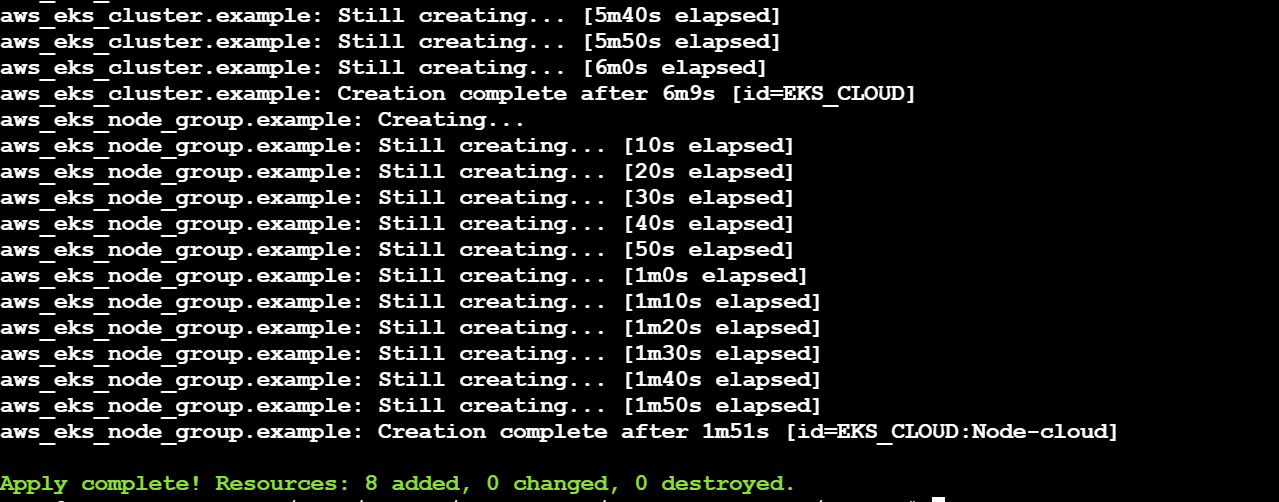 aws_eks_cluster.example: Still creating... [5m40s elapsed]
aws_eks_cluster.example: Still creating... [5m50s elapsed]
aws_eks_cluster.example: Still creating... [6m0s elapsed]
aws_eks_cluster.example: Creation complete after 6m9s [id=EKS_CLOUD]
aws_eks_node_group.example: Creating...
aws_eks_node_group.example: Still creating... [10s elapsed]
aws_eks_node_group.example: Still creating... [20s elapsed]
aws_eks_node_group.example: Still creating... [30s elapsed]
aws_eks_node_group.example: Still creating... [40s elapsed]
aws_eks_node_group.example: Still creating... [50s elapsed]
aws_eks_node_group.example: Still creating... [1m0s elapsed]
aws_eks_node_group.example: Still creating... [1m10s elapsed]
aws_eks_node_group.example: Still creating... [1m20s elapsed]
aws_eks_node_group.example: Still creating... [1m30s elapsed]
aws_eks_node_group.example: Still creating... [1m40s elapsed]
aws_eks_node_group.example: Still creating... [1m50s elapsed]
aws_eks_node_group.example: Creation complete after 1m51s [id=EKS_CLOUD:Node-cloud]
Apply complete! Resources: 8 added, 0 changed, 0 destroyed.